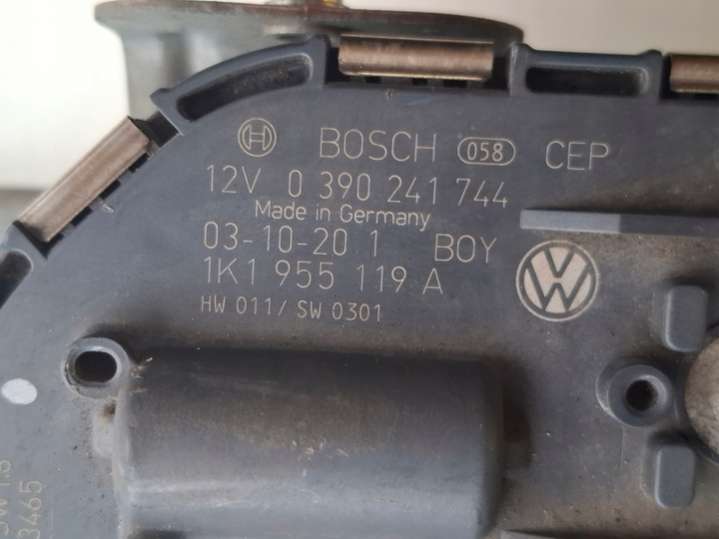 BOSCH 058 CEP
12V 0 390 241 744
Made in Germany
03-10-20 1 BOY
1K1 955 119 A
HW 011/ SW 0301
3465